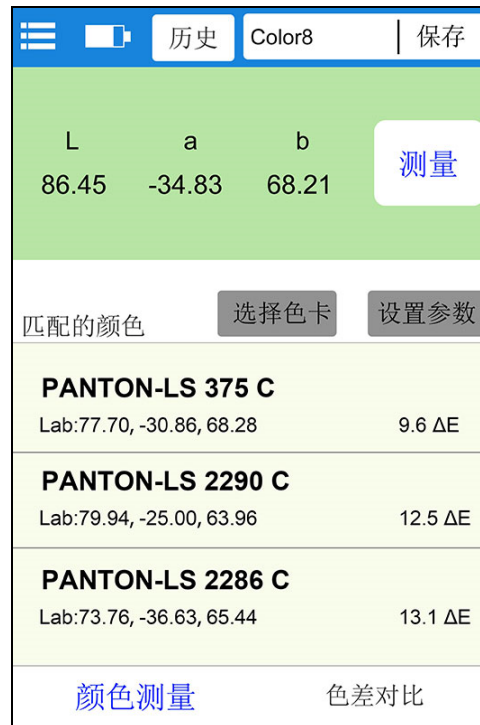 历史 Color8 保存
L a b
86.45 -34.83 68.21 测量
匹配的颜色 选择色卡 设置参数
PANTON-LS 375 C
Lab:77.70, -30.86, 68.28 9.6 ΔE
PANTON-LS 2290 C
Lab:79.94, -25.00, 63.96 12.5 ΔE
PANTON-LS 2286 C
Lab:73.76, -36.63, 65.44 13.1 ΔE
颜色测量 色差对比